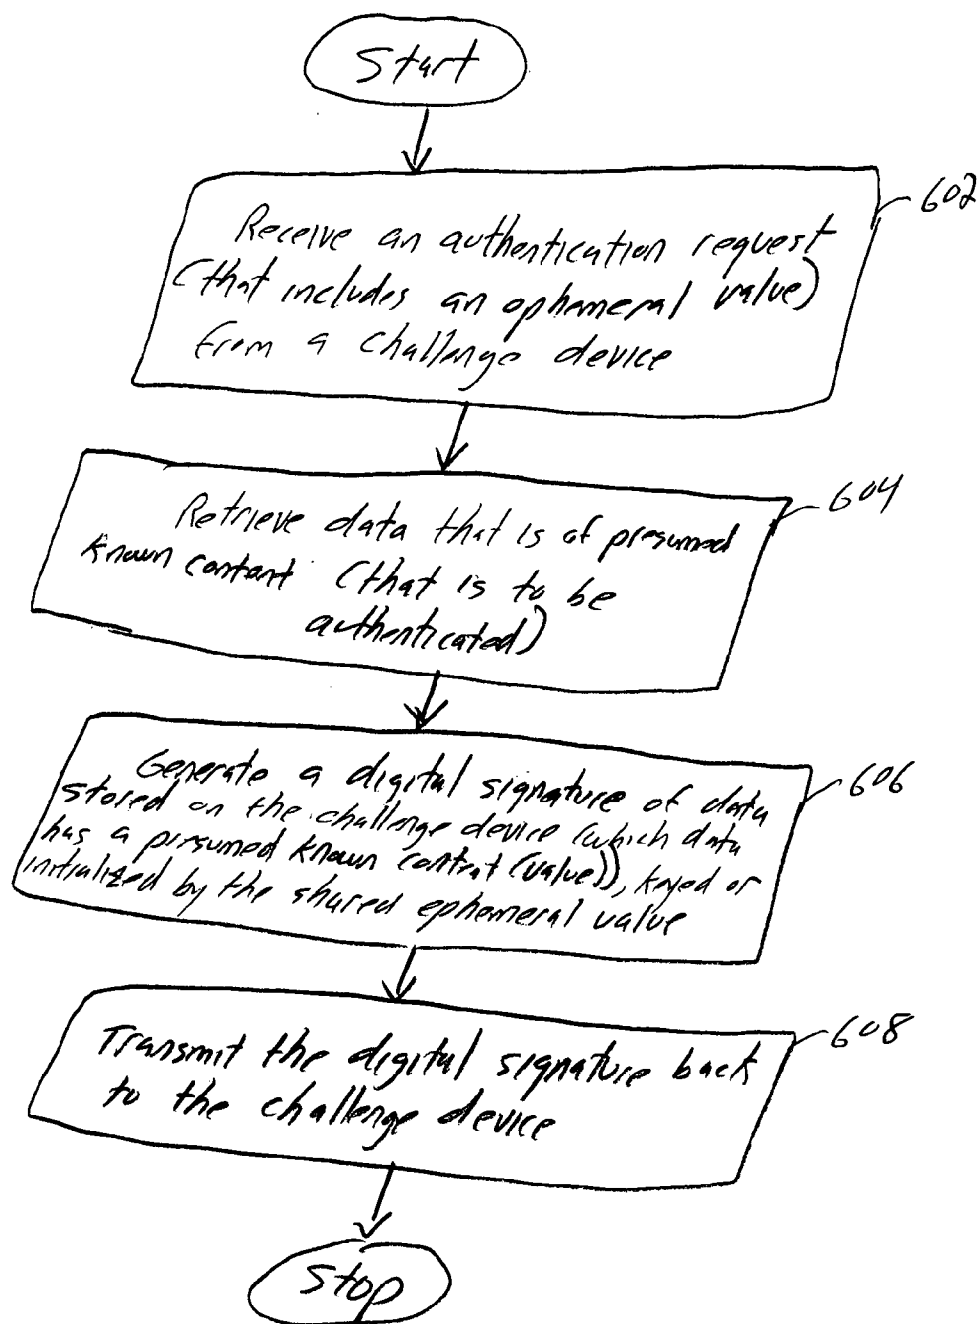 Start
602
Receive an authentication request
(that includes an ephemeral value)
from a challenge device
604
Retrieve data that is of presumed
known content (that is to be
authenticated)
606
Generate a digital signature of data
stored on the challenge device (which data
has a presumed known content (value)), keyed or
initialized by the shared ephemeral value
608
Transmit the digital signature back
to the challenge device
Stop